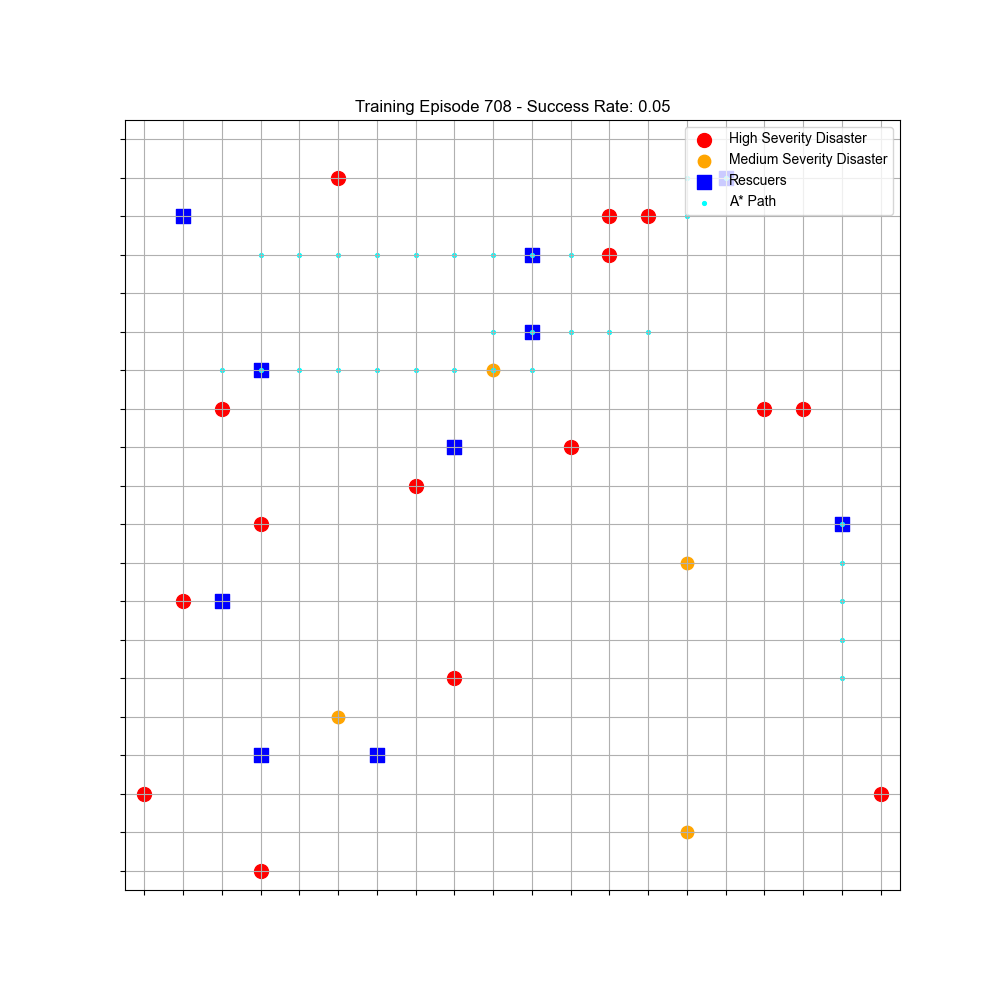 Training Episode 708 - Success Rate: 0.05
High Severity Disaster
Medium Severity Disaster
Rescuers
A* Path